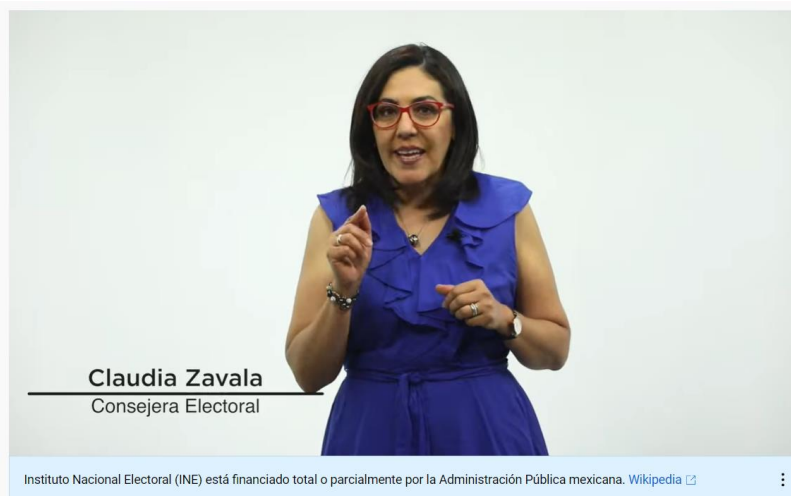 Claudia Zavala
Consejera Electoral
Instituto Nacional Electoral (INE) está financiado total o parcialmente por la Administración Pública mexicana. Wikipedia